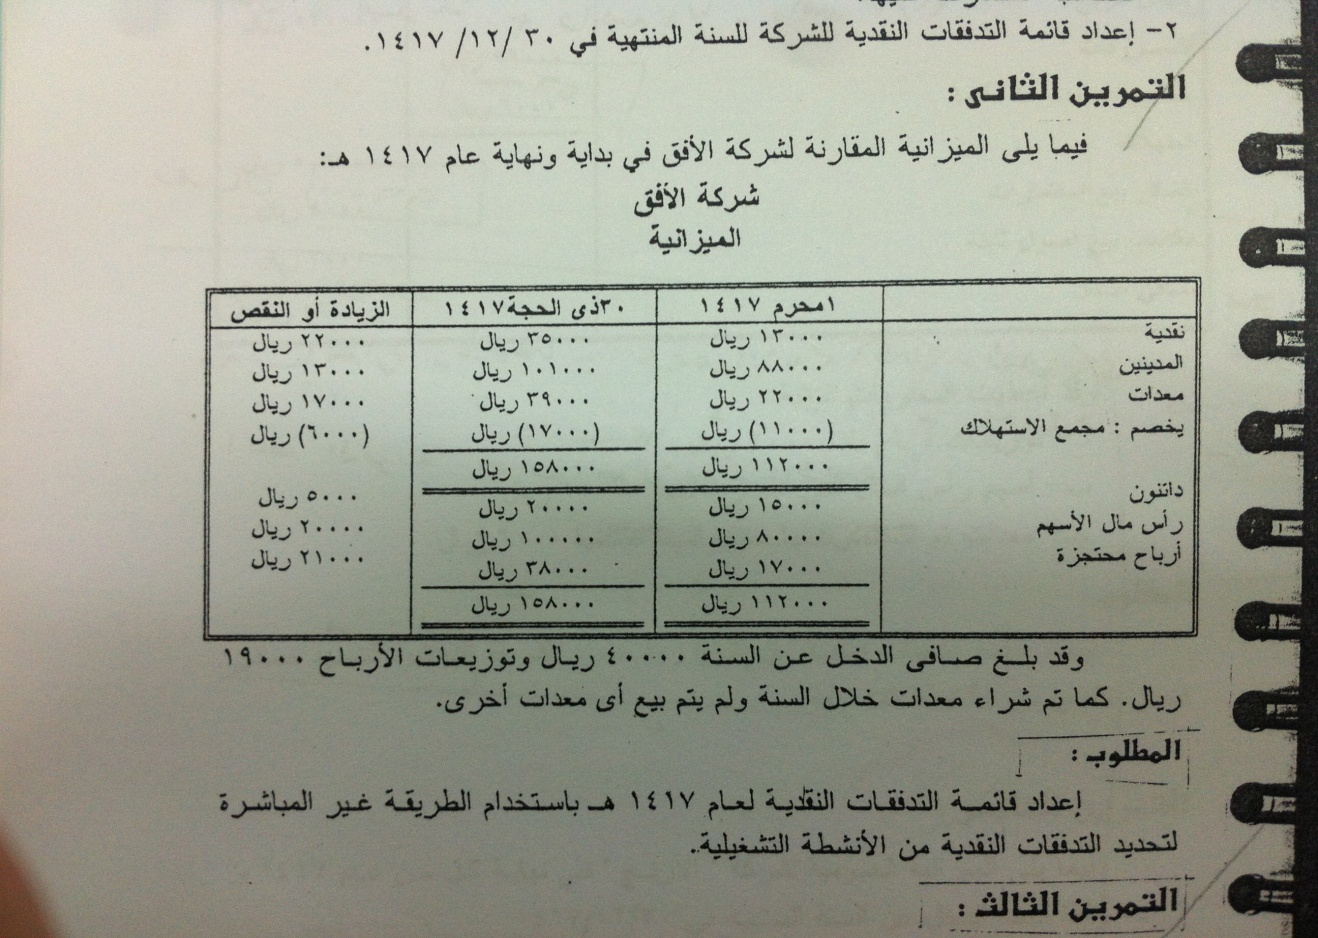 ٢- إعداد قائمة التدفقات النقدية للشركة للسنة المنتهية في ٣٠ /١٢/ ١٤١٧.
التمرين الثانى :
فيما يلى الميزانية المقارنة لشركة الأفق في بداية ونهاية عام ١٤١٧ هـ:
شركة الأفق
الميزانية
١محرم ١٤١٧ ٣٠ذى الحجة ١٤١٧ الزيادة أو النقص
نقدية ١٣٠٠٠ ريال ٣٥٠٠٠ ريال ٢٢٠٠٠ ريال
المدينين ٨٨٠٠٠ ريال ١٠١٠٠٠ ريال ١٣٠٠٠ ريال
معدات ٢٢٠٠٠ ريال ٣٩٠٠٠ ريال ١٧٠٠٠ ريال
يخصم : مجمع الاستهلاك (١١٠٠٠) ريال (١٧٠٠٠) ريال (٦٠٠٠) ريال
١١٢٠٠٠ ريال ١٥٨٠٠٠ ريال
دائنون ١٥٠٠٠ ريال ٢٠٠٠٠ ريال ٥٠٠٠ ريال
رأس مال الأسهم ٨٠٠٠٠ ريال ١٠٠٠٠٠ ريال ٢٠٠٠٠ ريال
أرباح محتجزة ١٧٠٠٠ ريال ٣٨٠٠٠ ريال ٢١٠٠٠ ريال
١١٢٠٠٠ ريال ١٥٨٠٠٠ ريال
وقد بلغ صافى الدخل عن السنة ٤٠٠٠٠ ريال وتوزيعات الأرباح ١٩٠٠٠
ريال. كما تم شراء معدات خلال السنة ولم يتم بيع أى معدات أخرى.
المطلوب :
إعداد قائمة التدفقات النقدية لعام ١٤١٧ هـ باستخدام الطريقة غير المباشرة
لتحديد التدفقات النقدية من الأنشطة التشغيلية.
التمرين الثالث :